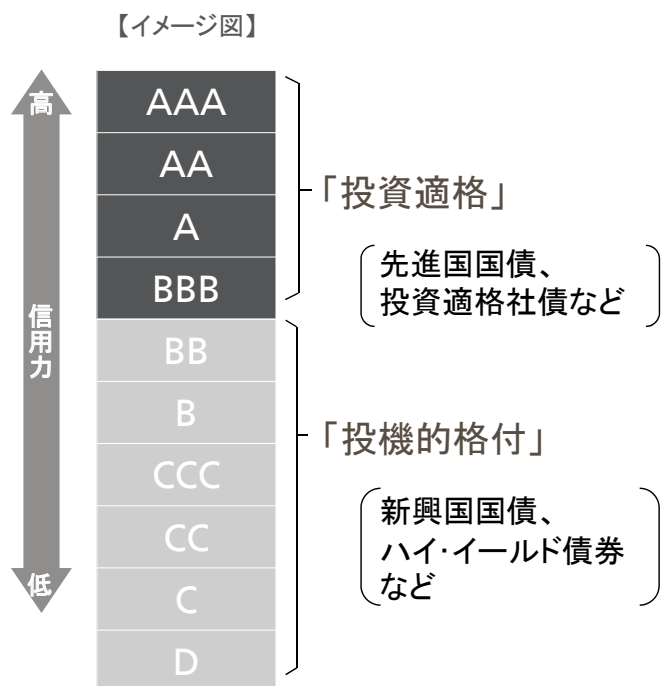 【イメージ図】
高
信用力
低
AAA
AA
A
BBB
BB
B
CCC
CC
C
D
「投資適格」
先進国国債、
投資適格社債など
「投機的格付」
新興国国債、
ハイ・イールド債券
など